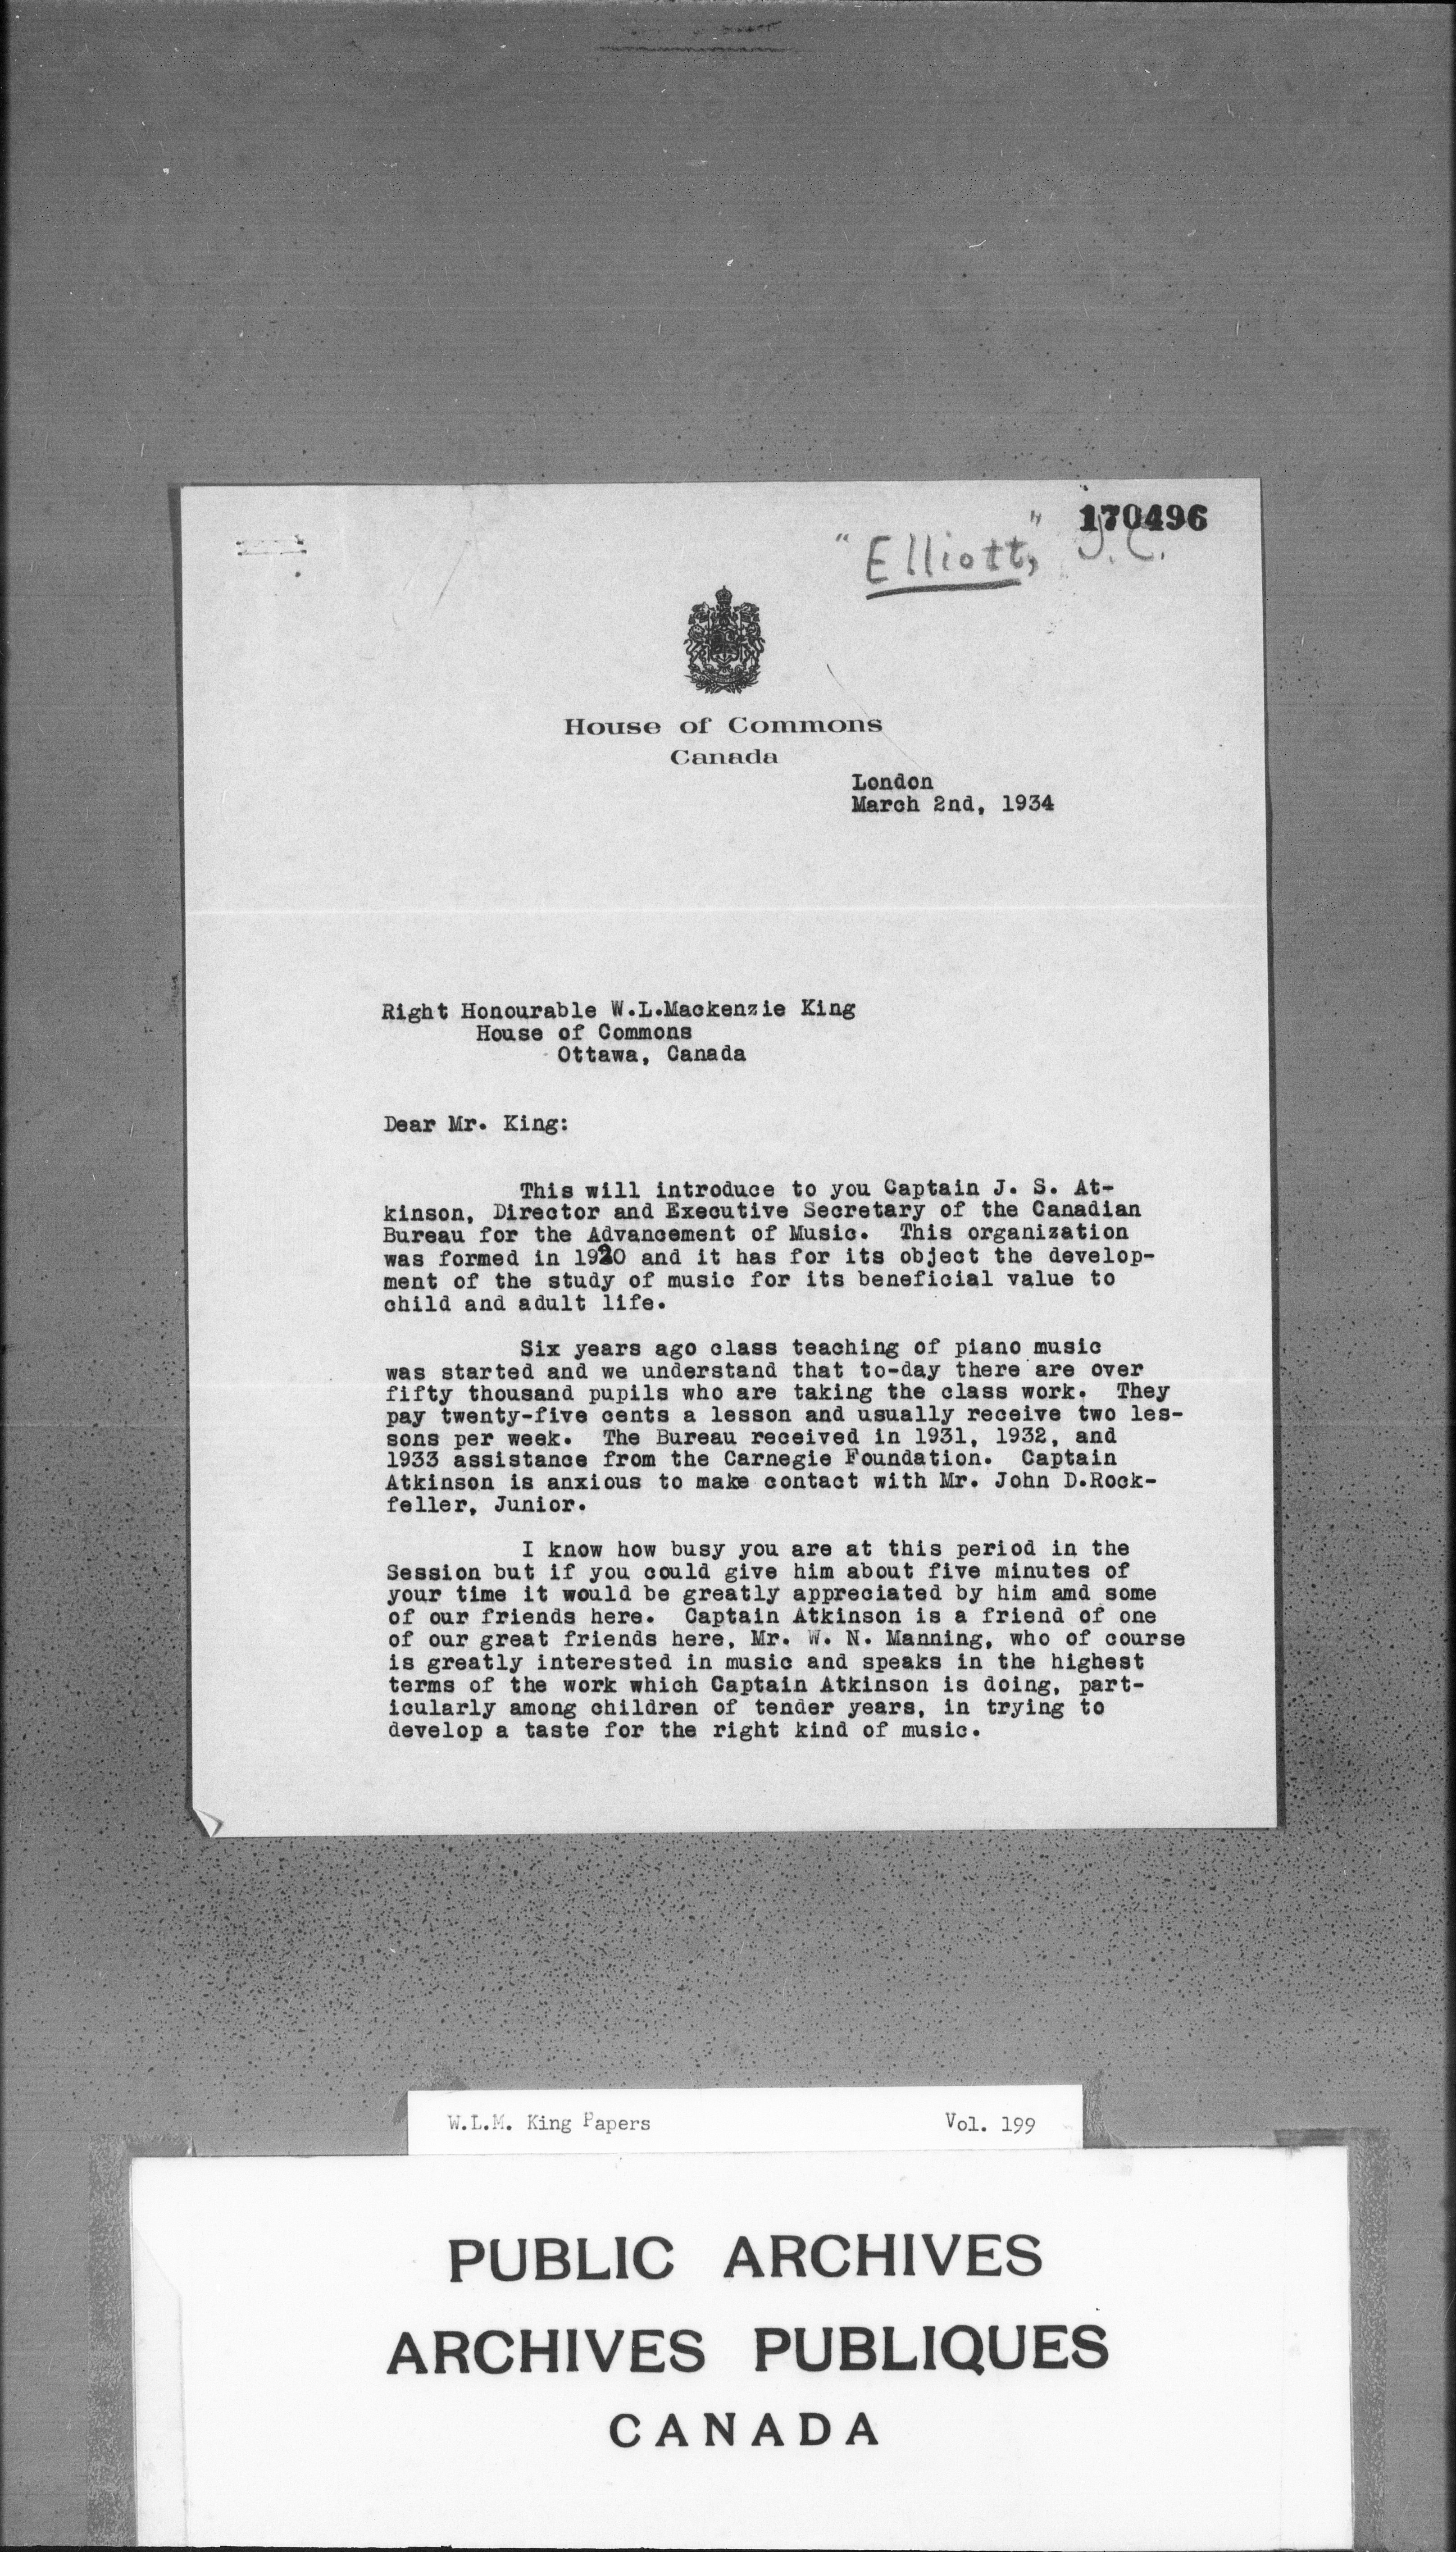 170496
"Elliott," J.C.
House of Commons
Canada
London
March 2nd, 1934
Right Honourable W.L.Mackenzie King
House of Commons
Ottawa, Canada
Dear Mr. King:
This will introduce to you Captain J. S. At-
kinson, Director and Executive Secretary of the Canadian
Bureau for the Advancement of Music. This organization
was formed in 1920 and it has for its object the develop-
ment of the study of music for its beneficial value to
child and adult life.
Six years ago class teaching of piano music
was started and we understand that to-day there are over
fifty thousand pupils who are taking the class work. They
pay twenty-five cents a lesson and usually receive two les-
sons per week. The Bureau received in 1931, 1932, and
1933 assistance from the Carnegie Foundation. Captain
Atkinson is anxious to make contact with Mr. John D.Rock-
feller, Junior.
I know how busy you are at this period in the
Session but if you could give him about five minutes of
your time it would be greatly appreciated by him amd some
of our friends here. Captain Atkinson is a friend of one
of our great friends here, Mr. W. N. Manning, who of course
is greatly interested in music and speaks in the highest
terms of the work which Captain Atkinson is doing, part-
icularly among children of tender years, in trying to
develop a taste for the right kind of music.
W.L.M. King Papers Vol. 199
PUBLIC ARCHIVES
ARCHIVES PUBLIQUES
CANADA